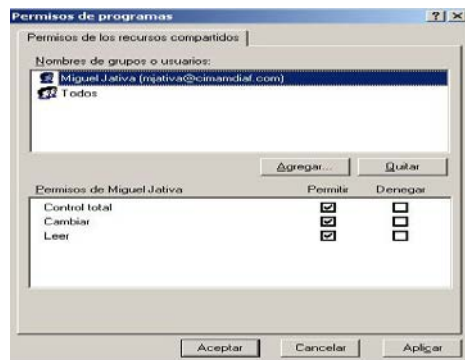 Permisos de programas
Permisos de los recursos compartidos
Nombres de grupos o usuarios:
Miguel Jativa (mjativa@cimamdiaf.com)
Todos
Agregar... Quitar
Permisos de Miguel Jativa Permitir Denegar
Control total
Cambiar
Leer
Aceptar Cancelar Aplicar